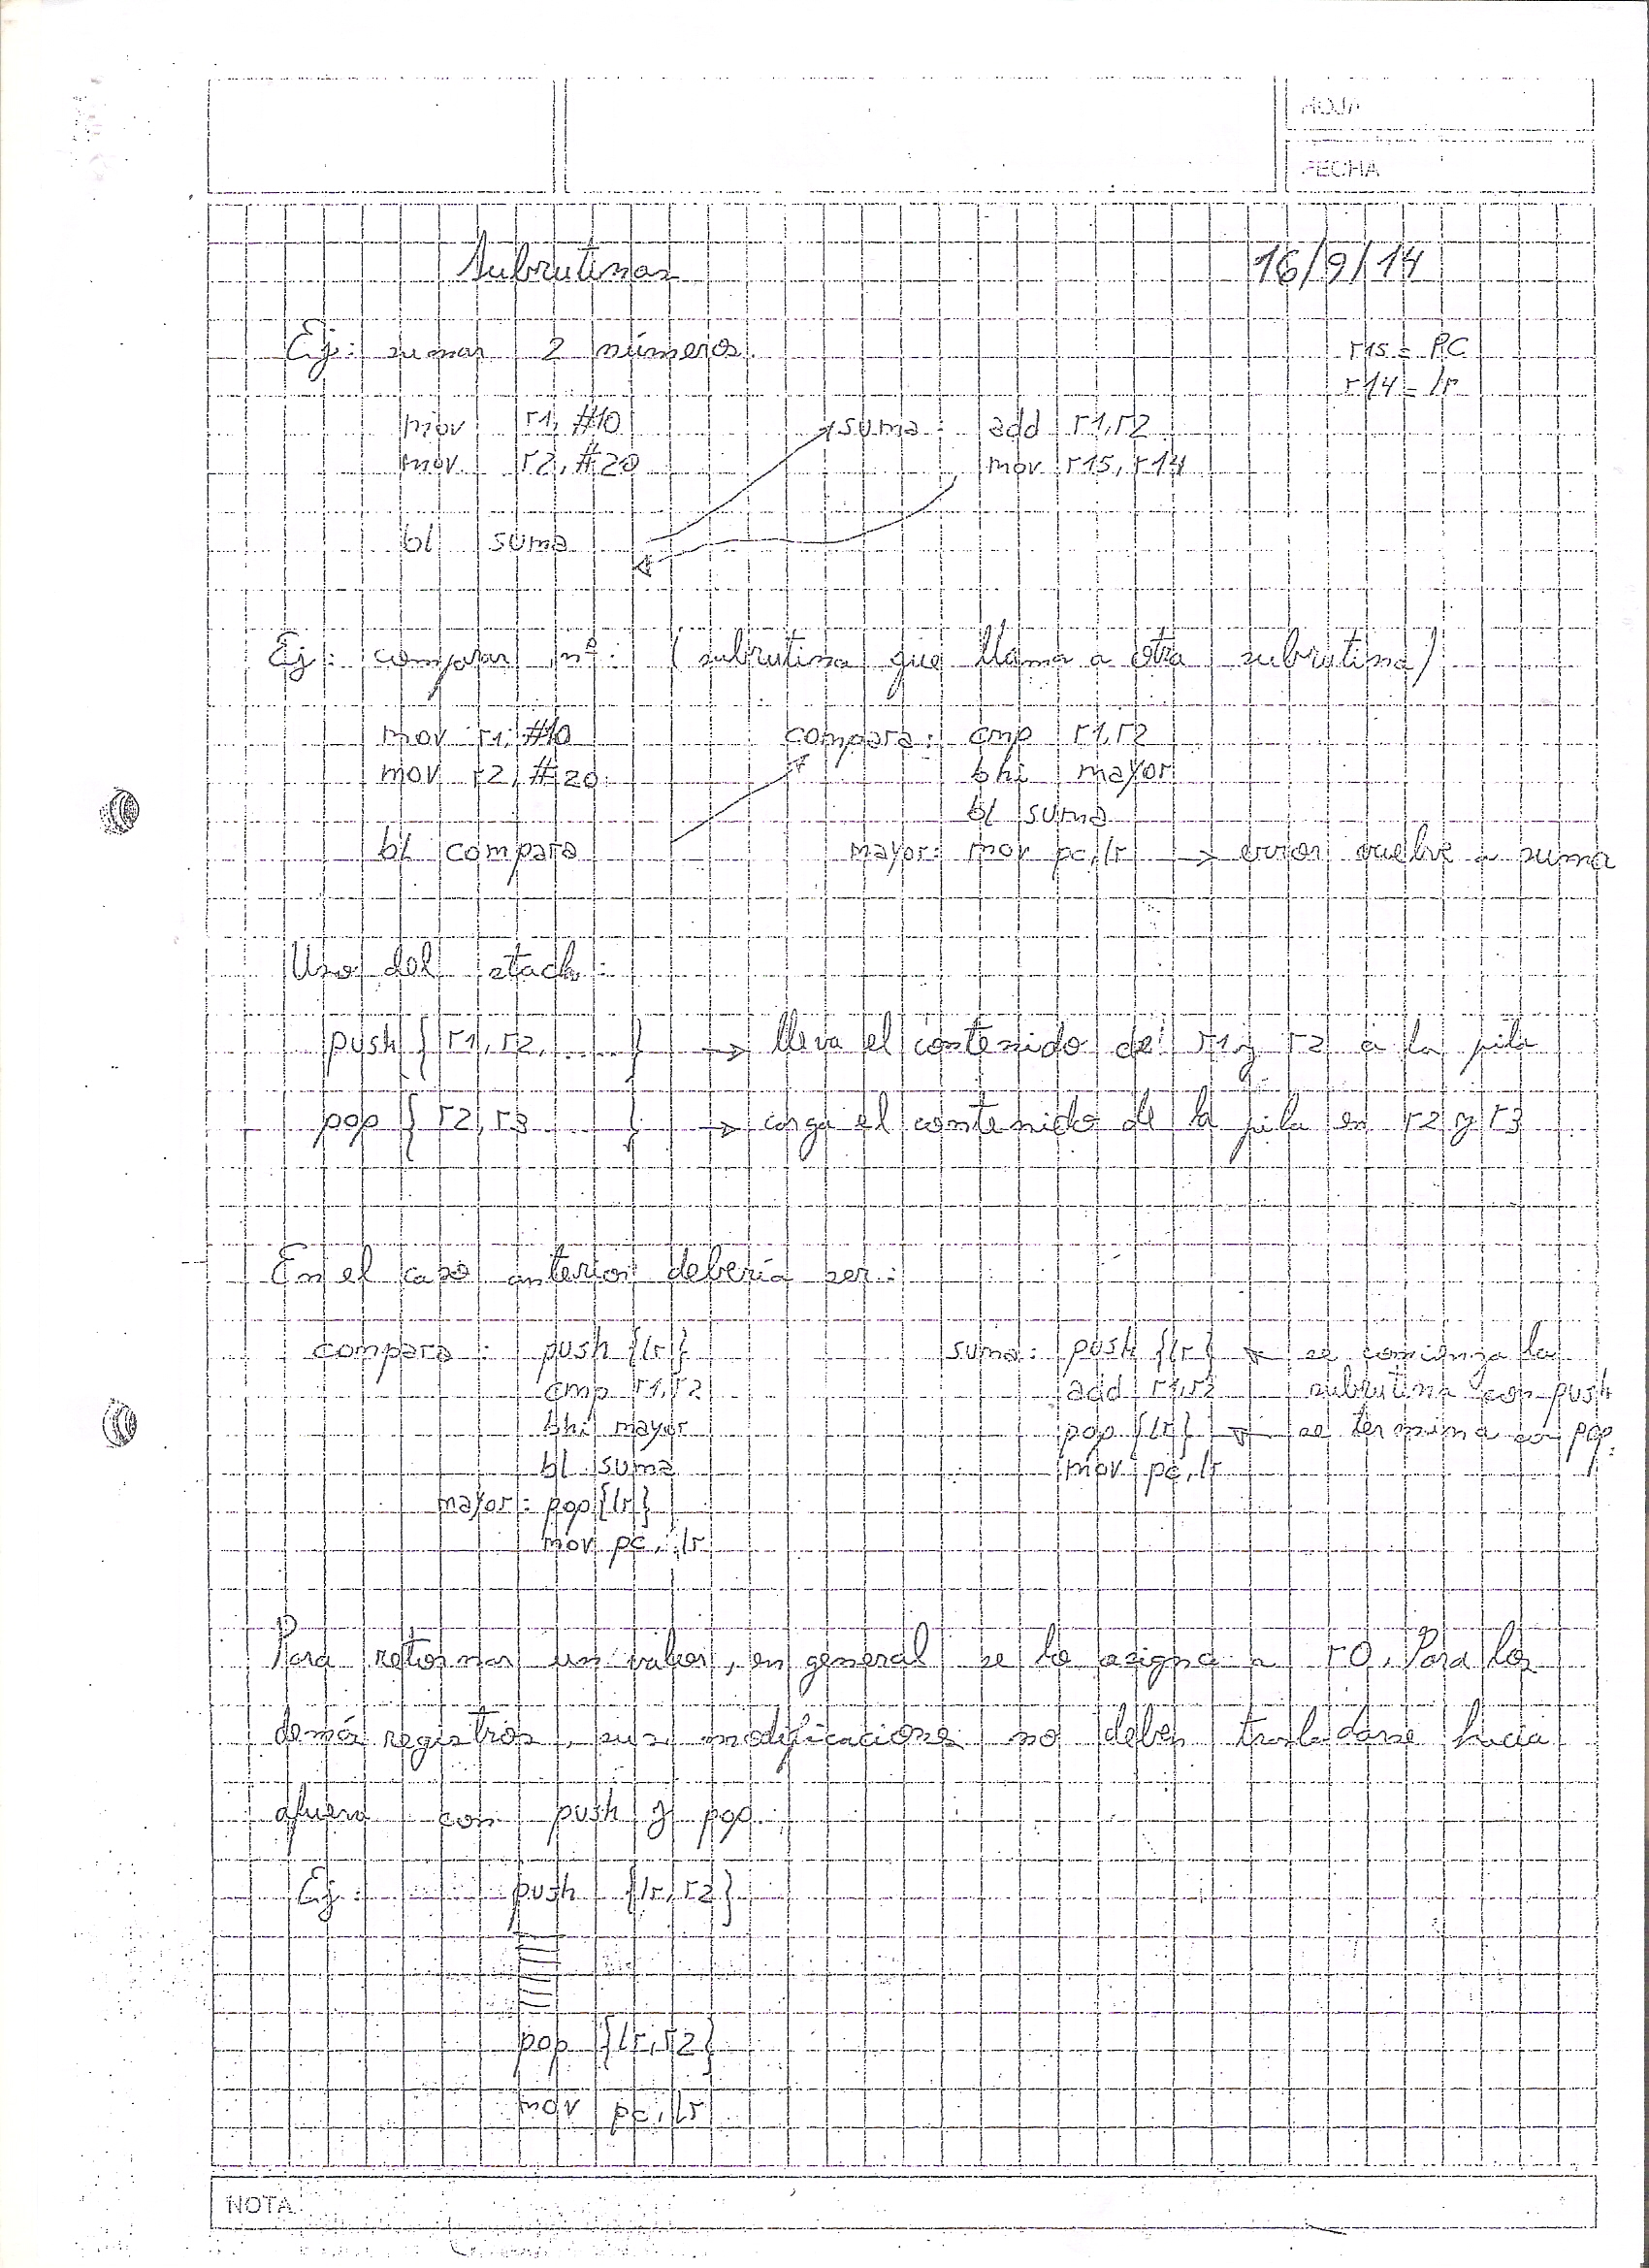 HOJA
FECHA
Subrutinas 16/9/14
Ej: sumar 2 números. r15 = PC
r14 = lr
mov r1, #10 suma: add r1,r2
mov r2, #20 mov r15, r14
bl suma
Ej: comparar nº: (subrutina que llama a otra subrutina)
mov r1, #10 compara: cmp r1,r2
mov r2, #20 bhi mayor
bl suma
bl compara mayor: mov pc,lr → error vuelve a suma
Uso del stack:
push { r1, r2, ..... } → lleva el contenido de r1 y r2 a la pila
pop { r2, r3 ... } → carga el contenido de la pila en r2 y r3
En el caso anterior debería ser:
compara: push {lr} suma: push {lr} ← se comienza la
cmp r1,r2 add r1,r2 subrutina con push
bhi mayor pop {lr} ← se termina con pop.
bl suma mov pc,lr
mayor: pop{lr}
mov pc, lr
Para retornar un valor, en general se lo asigna a r0. Para los
demás registros, sus modificaciones no deben trasladarse hacia
afuera con push y pop.
Ej: push {lr,r2}
pop {lr,r2}
mov pc,lr
NOTA